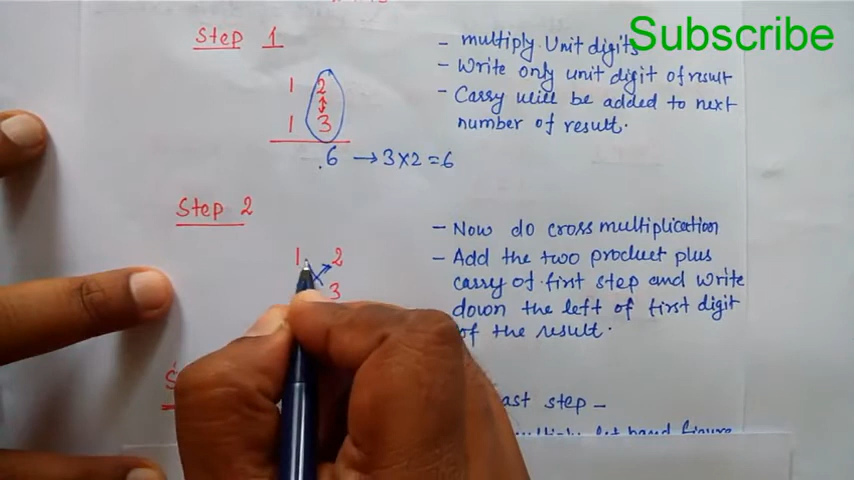 Subscribe
Step 1
- multiply Unit digits
- Write only unit digit of result
- Carry will be added to next
number of result.
1 2
1 3
.6 → 3×2=6
Step 2
- Now do cross multiplication
- Add the two product plus
carry of first step and write
down the left of first digit
of the result.
1 2
3
step -